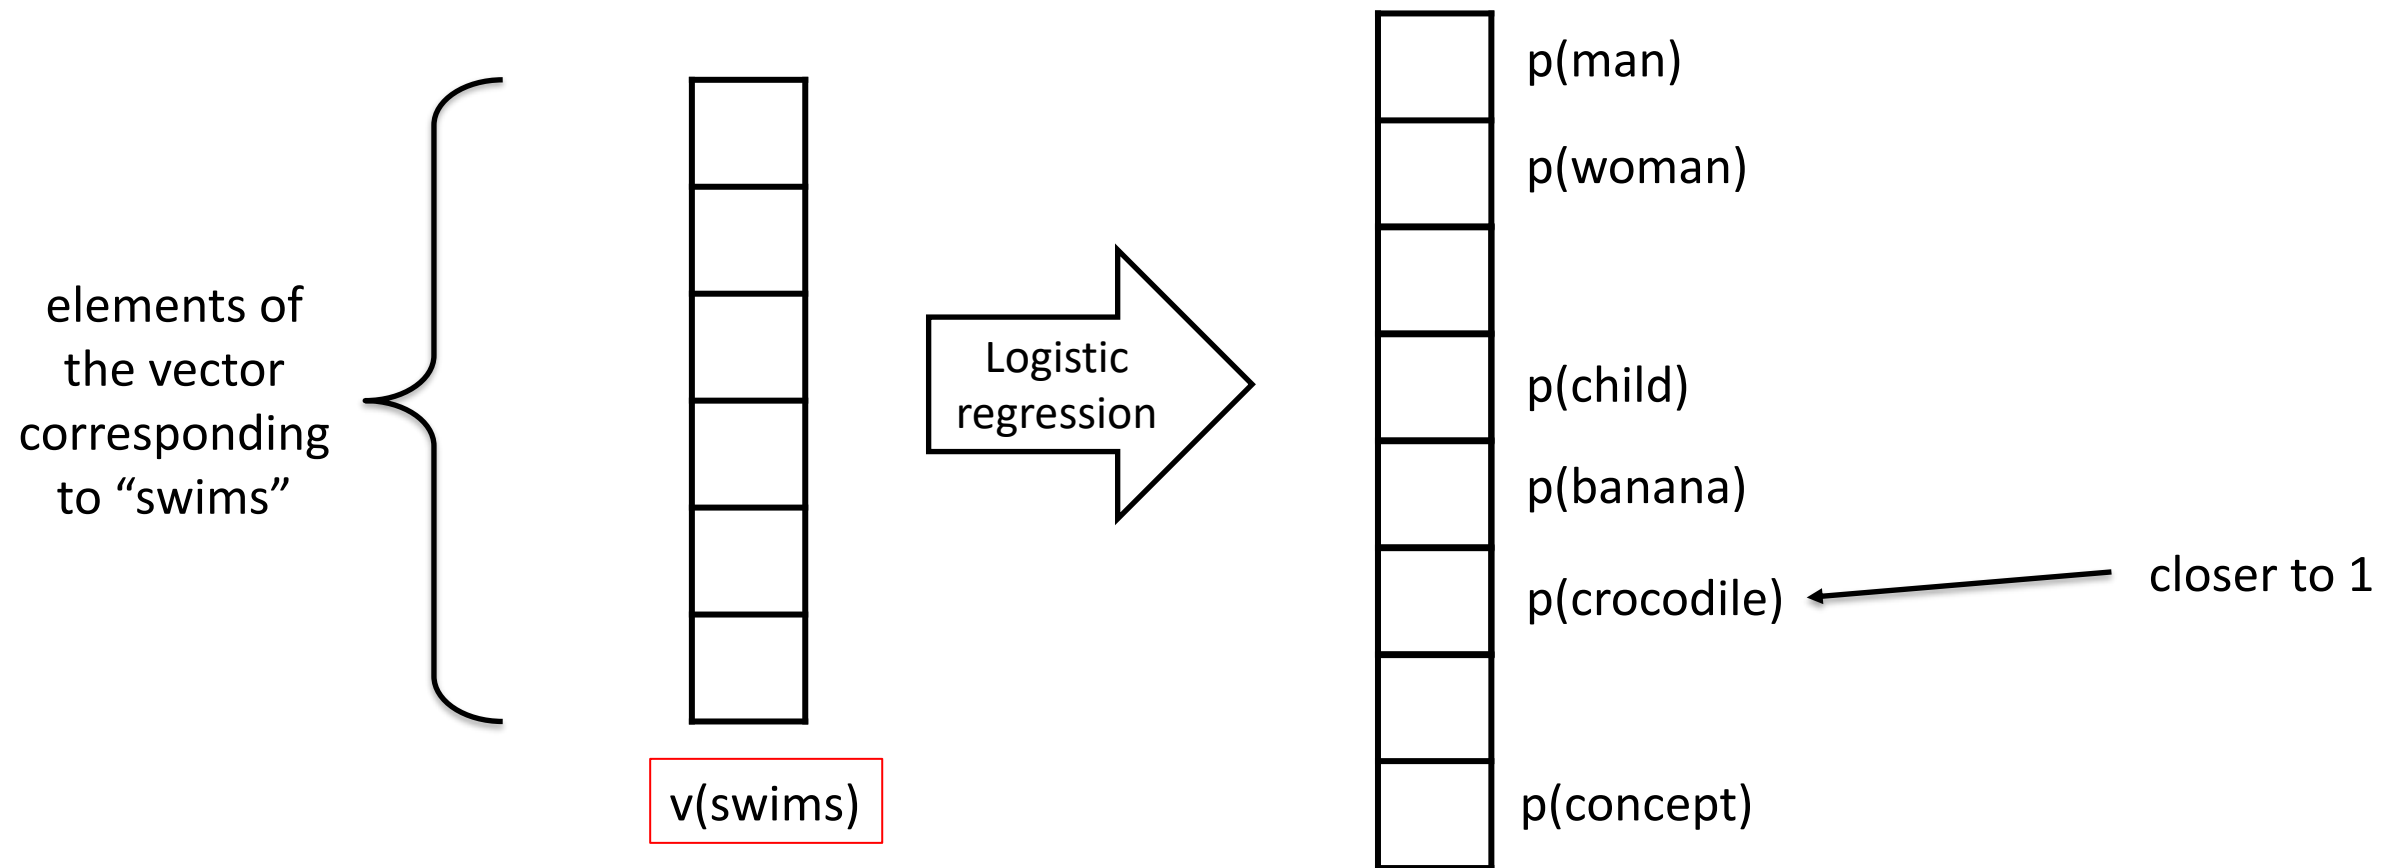 elements of
the vector
corresponding
to “swims”
v(swims)
Logistic
regression
p(man)
p(woman)
p(child)
p(banana)
p(crocodile)
p(concept)
closer to 1